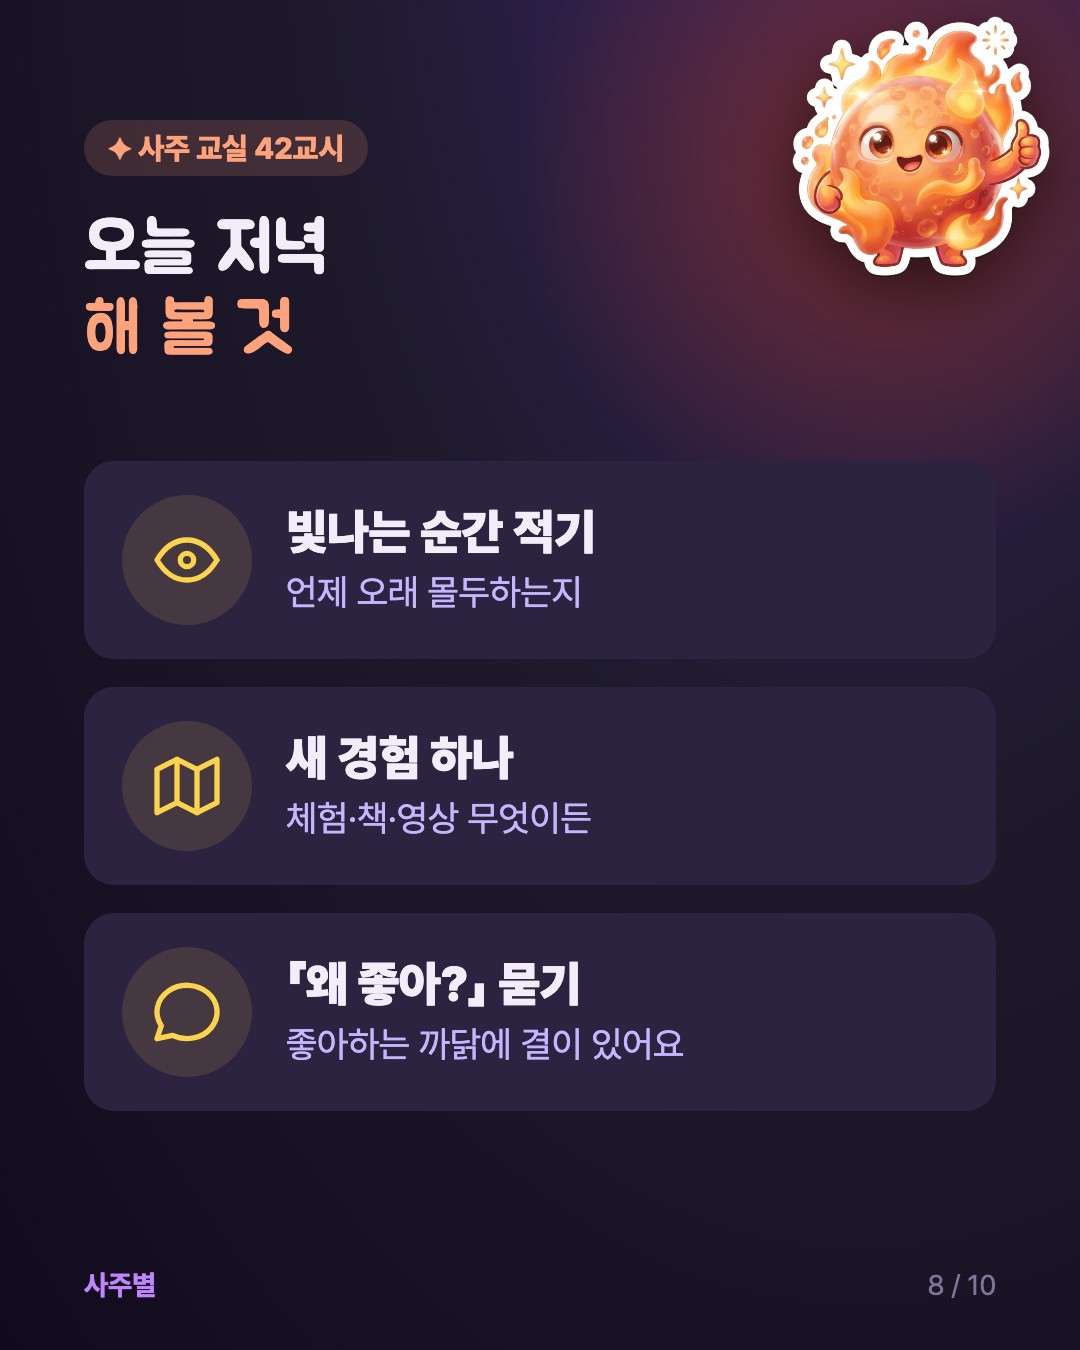 사주 교실 42교시
오늘 저녁
해 볼 것
빛나는 순간 적기
언제 오래 몰두하는지
새 경험 하나
체험·책·영상 무엇이든
「왜 좋아?」 묻기
좋아하는 까닭에 결이 있어요
사주별
8 / 10